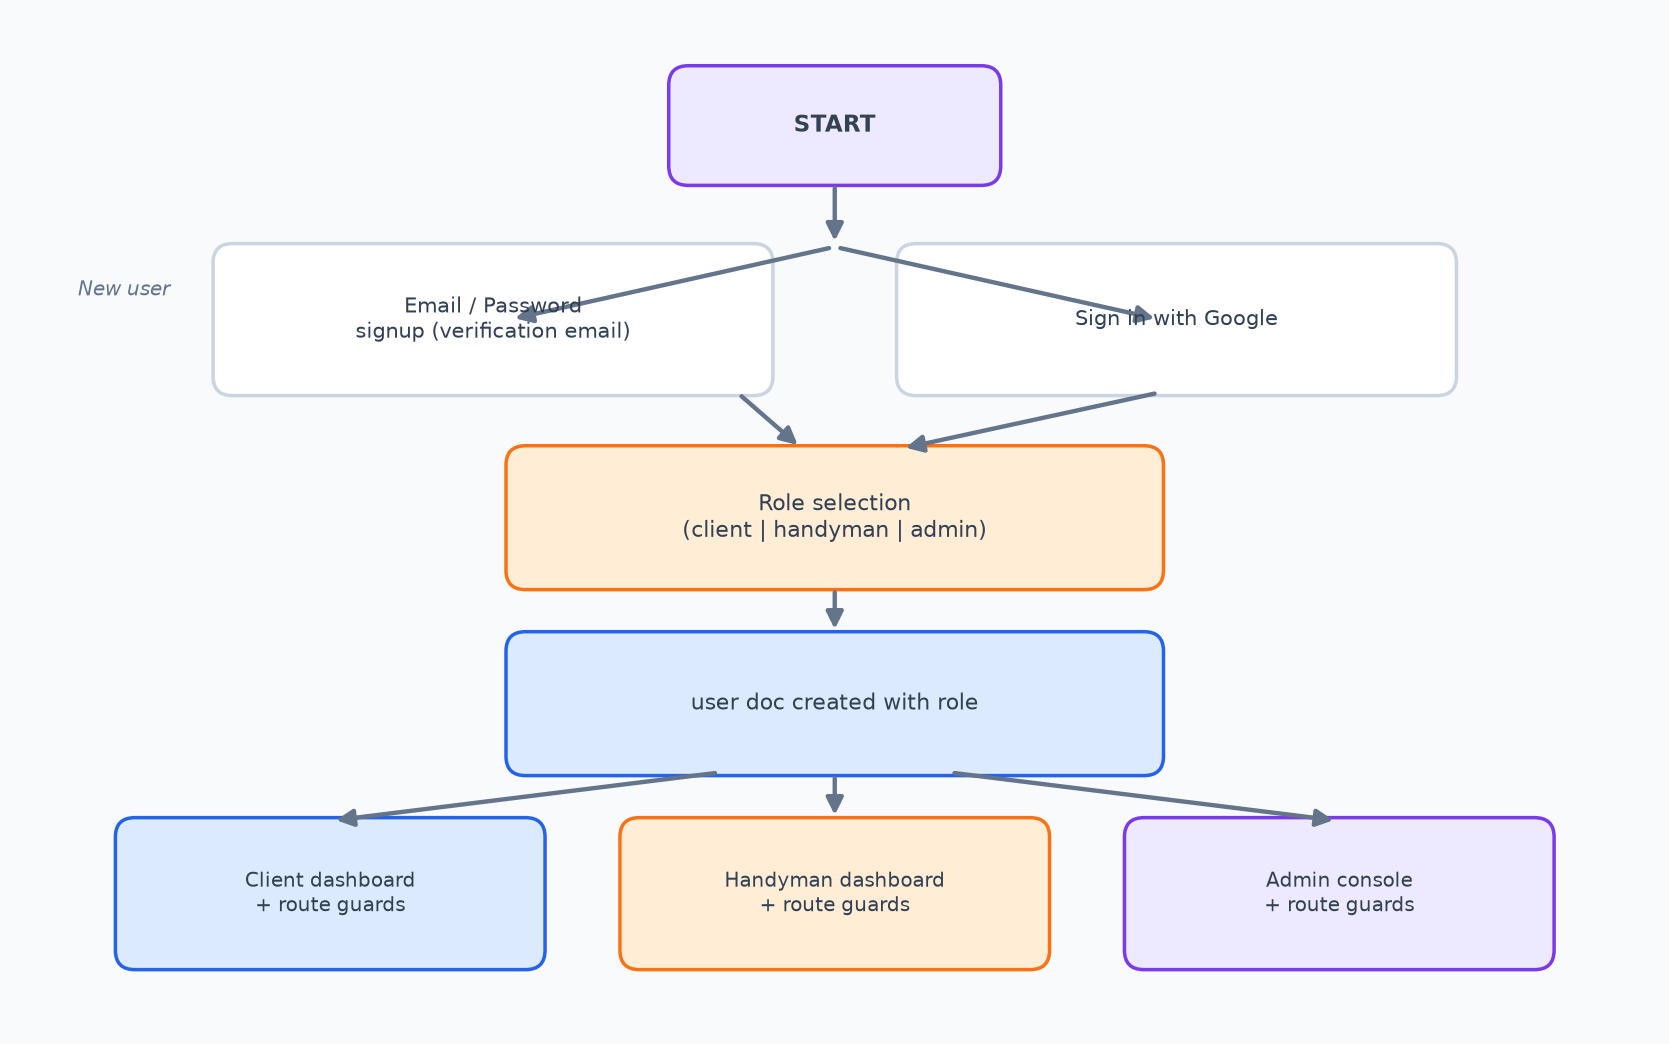 START
New user
Email / Password
signup (verification email)
Sign in with Google
Role selection
(client | handyman | admin)
user doc created with role
Client dashboard
+ route guards
Handyman dashboard
+ route guards
Admin console
+ route guards